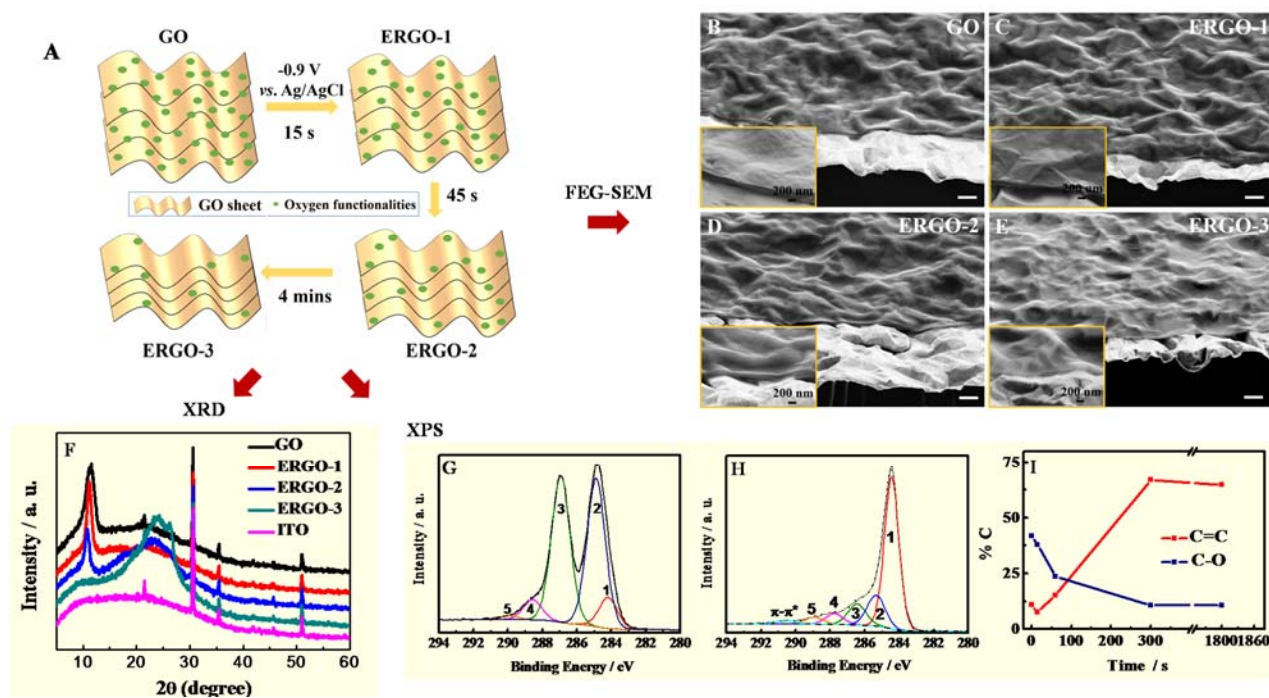 A
GO
ERGO-1
-0.9 V
vs. Ag/AgCl
15 s
GO sheet
Oxygen functionalities
45 s
4 mins
ERGO-3
ERGO-2
FEG-SEM
B
GO
200 nm
C
ERGO-1
200 nm
D
ERGO-2
200 nm
E
ERGO-3
200 nm
XRD
F
GO
ERGO-1
ERGO-2
ERGO-3
ITO
Intensity / a. u.
10 20 30 40 50 60
2θ (degree)
XPS
G
5 4 3 2 1
Intensity / a. u.
294 292 290 288 286 284 282 280
Binding Energy / eV
H
π-π* 5 4 3 2 1
Intensity / a. u.
294 292 290 288 286 284 282 280
Binding Energy / eV
I
75
50
25
0
% C
C=C
C-O
0 100 200 300 1800 1860
Time / s